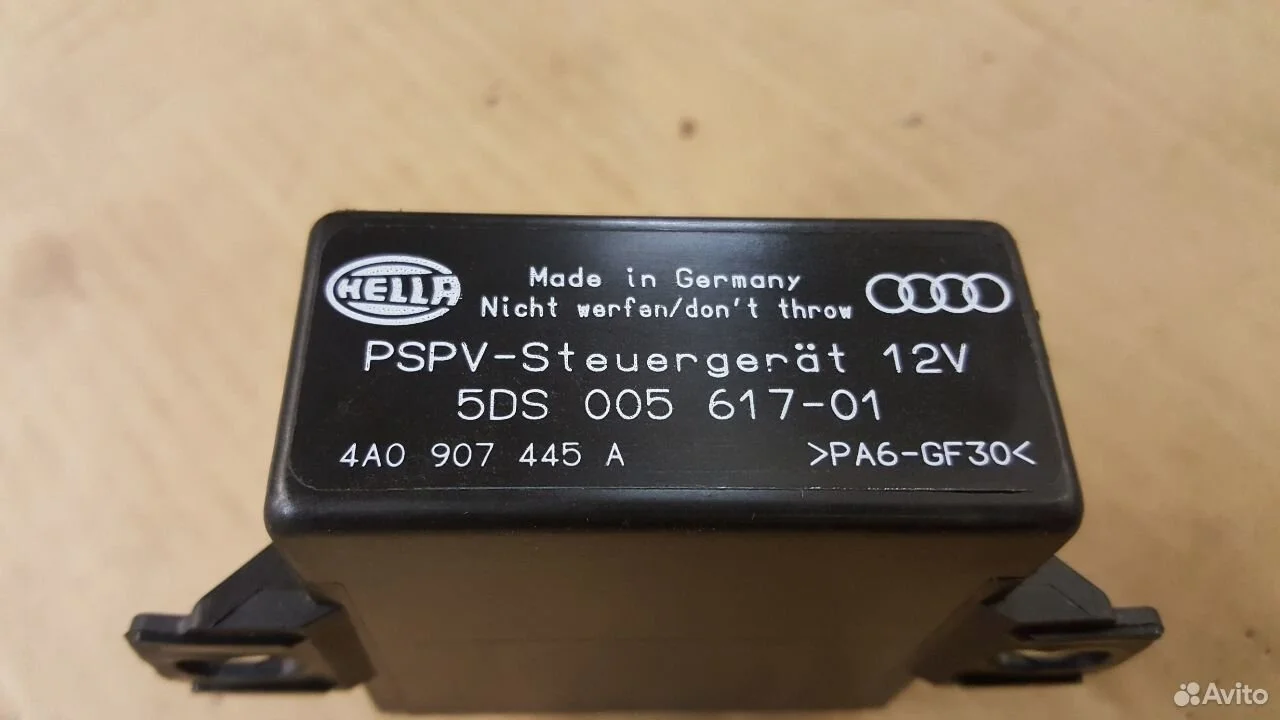 HELLA
Made in Germany
Nicht werfen/don't throw
PSPV-Steuergerät 12V
5DS 005 617-01
4A0 907 445 A >PA6-GF30<
Avito